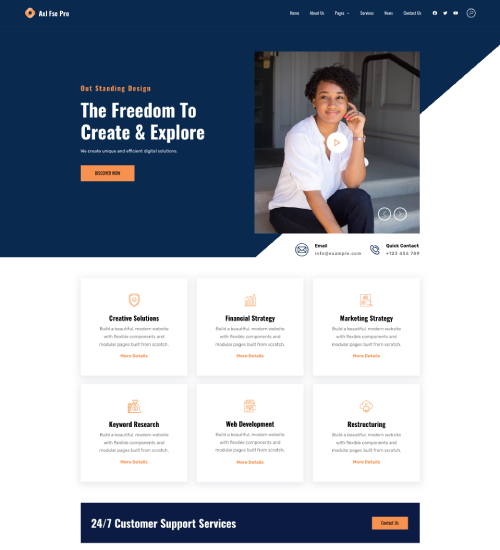 Axl Fse Pro
Home About Us Pages Services News Contact Us
Out Standing Design
The Freedom To
Create & Explore
We create unique and efficient digital solutions.
DISCOVER NOW
Email
info@example.com
Quick Contact
+123 456 789
Creative Solutions
Build a beautiful, modern website
with flexible components and
modular pages built from scratch.
More Details
Financial Strategy
Build a beautiful, modern website
with flexible components and
modular pages built from scratch.
More Details
Marketing Strategy
Build a beautiful, modern website
with flexible components and
modular pages built from scratch.
More Details
Keyword Research
Build a beautiful, modern website
with flexible components and
modular pages built from scratch.
More Details
Web Development
Build a beautiful, modern website
with flexible components and
modular pages built from scratch.
More Details
Restructuring
Build a beautiful, modern website
with flexible components and
modular pages built from scratch.
More Details
24/7 Customer Support Services
Contact Us